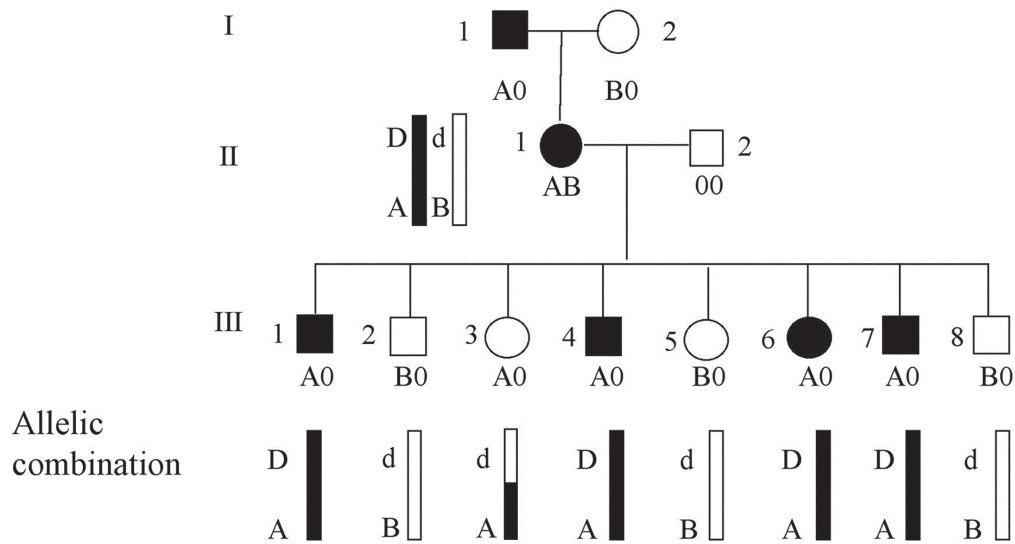 I 1 2
A0 B0
II D d 1 2
A B AB 00
III 1 2 3 4 5 6 7 8
A0 B0 A0 A0 B0 A0 A0 B0
Allelic
combination
D d d D d D D d
A B A A B A A B